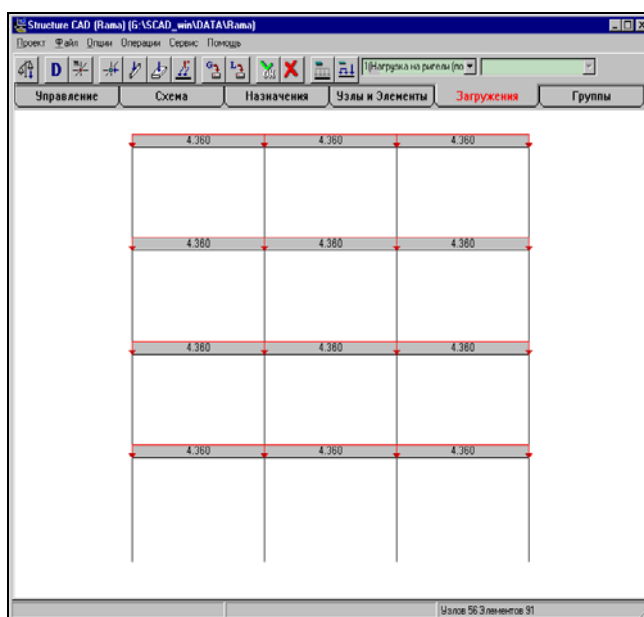 Structure CAD (Rama) (G:\SCAD_win\DATA\Rama)
Проект Файл Опции Операции Сервис Помощь
D G L 1(Нагрузка на ригели (по
Управление Схема Назначения Узлы и Элементы Загружения Группы
4.360 4.360 4.360
4.360 4.360 4.360
4.360 4.360 4.360
4.360 4.360 4.360
Узлов 56 Элементов 91